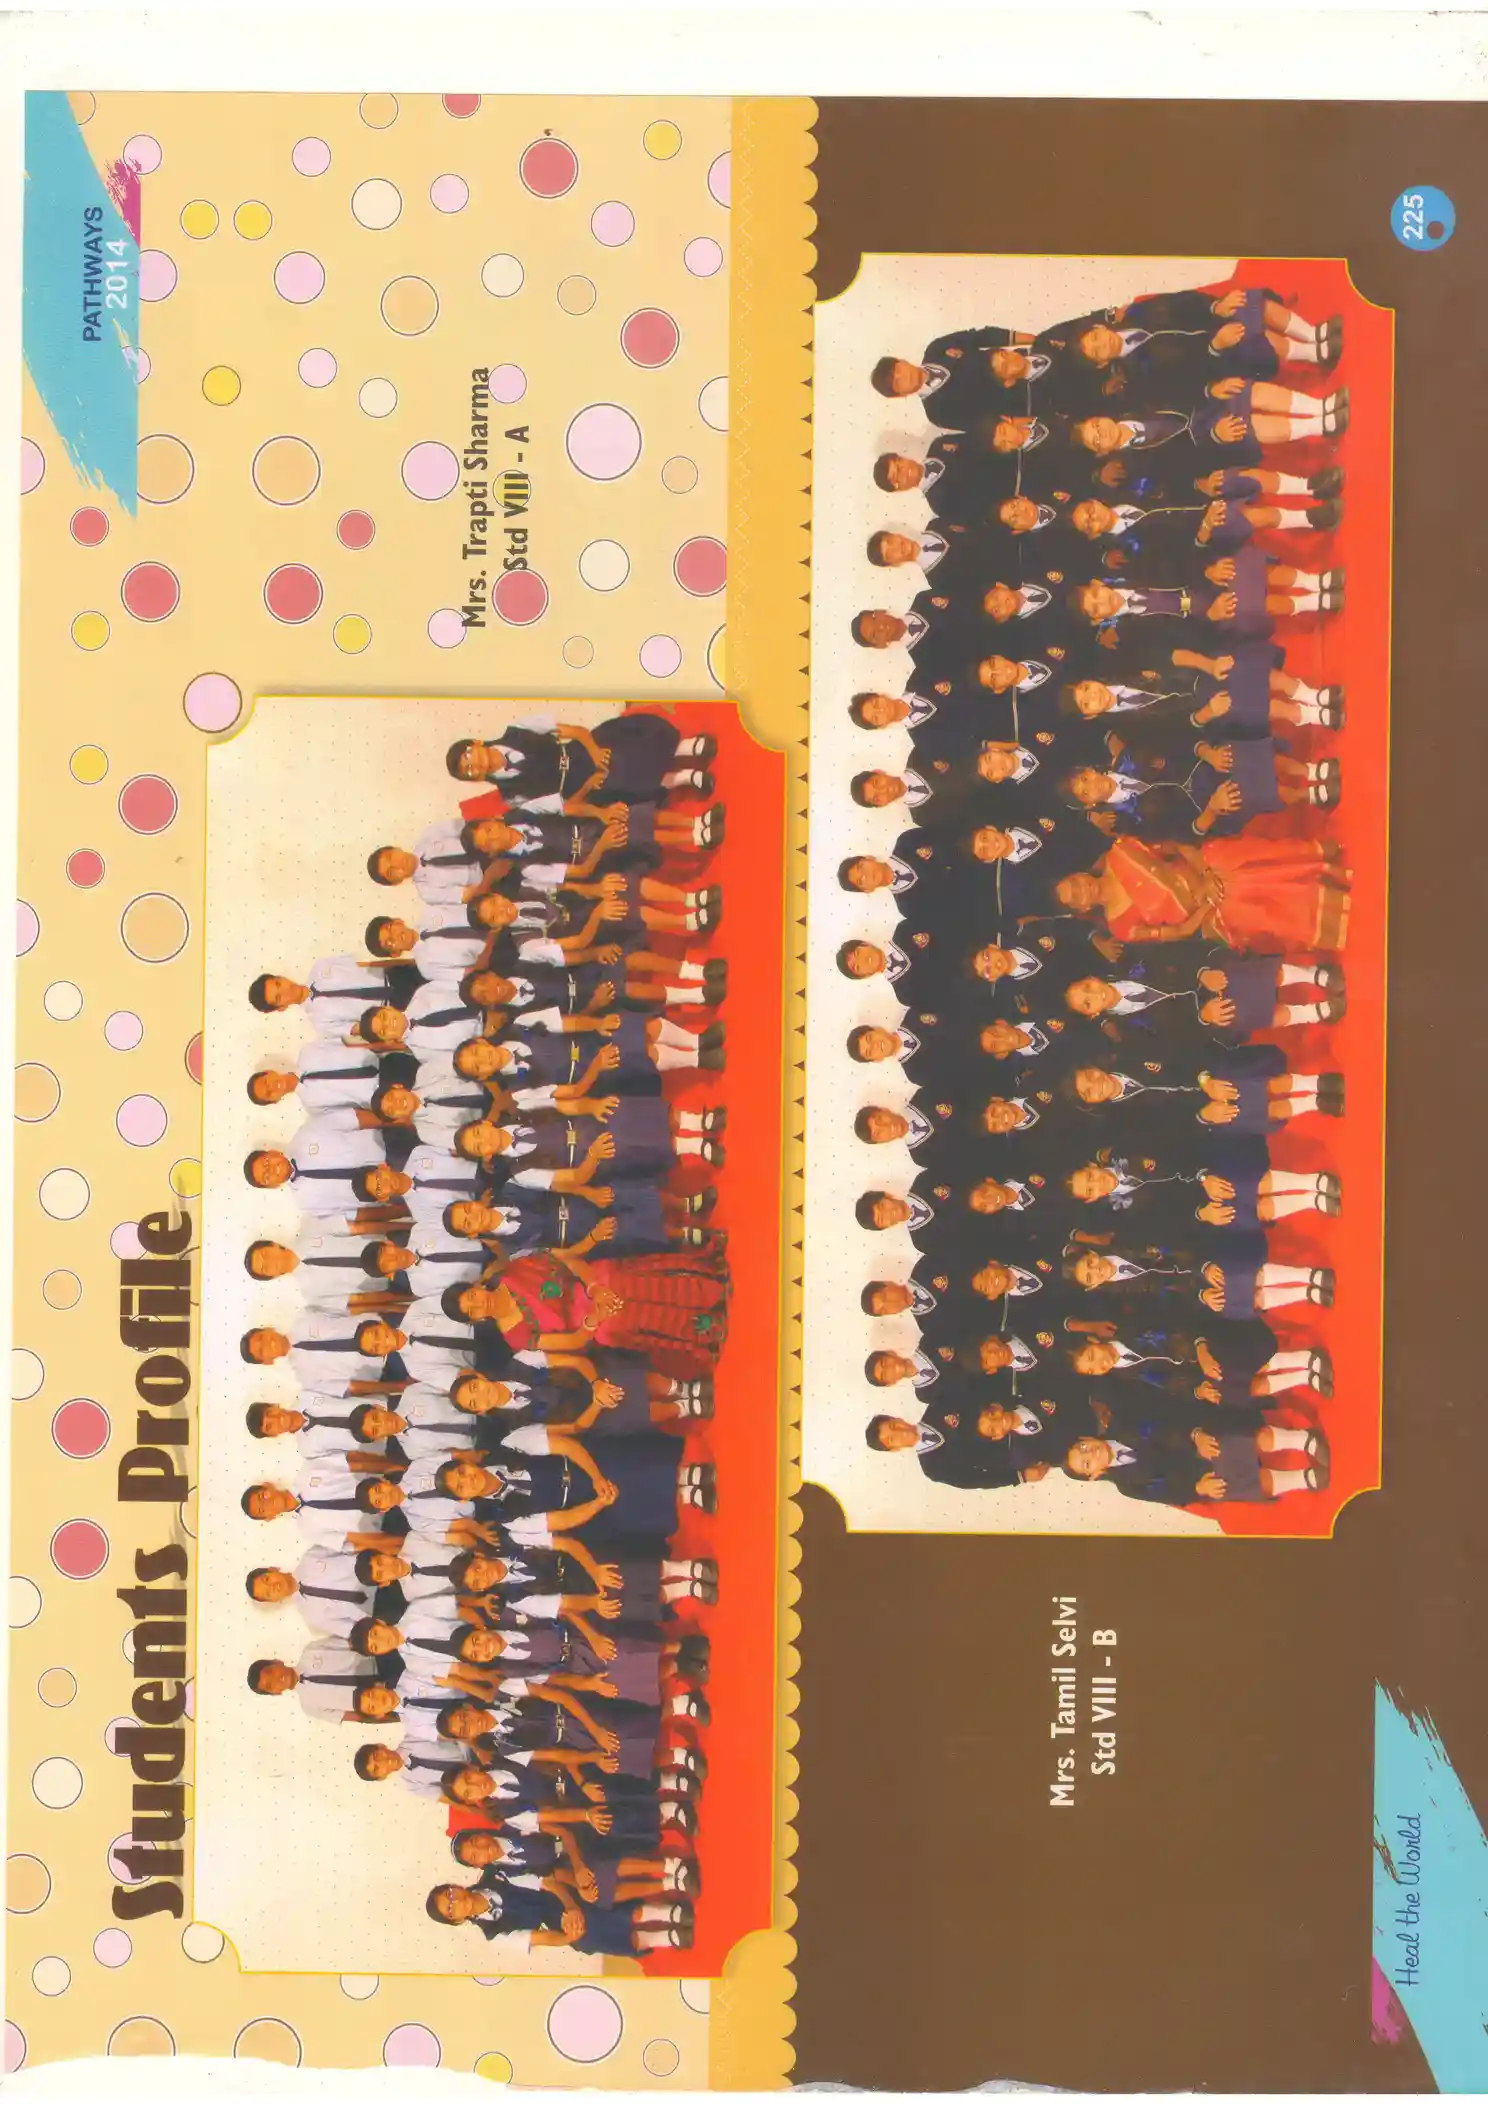 PATHWAYS
2014
Students Profile
Mrs. Trapti Sharma
Std VIII - A
Mrs. Tamil Selvi
Std VIII - B
Heal the World
225